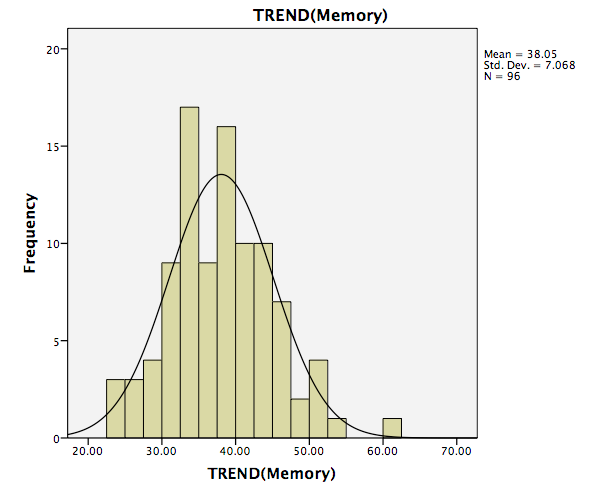 TREND(Memory)
Mean = 38.05
Std. Dev. = 7.068
N = 96
Frequency
20
15
10
5
0
20.00 30.00 40.00 50.00 60.00 70.00
TREND(Memory)